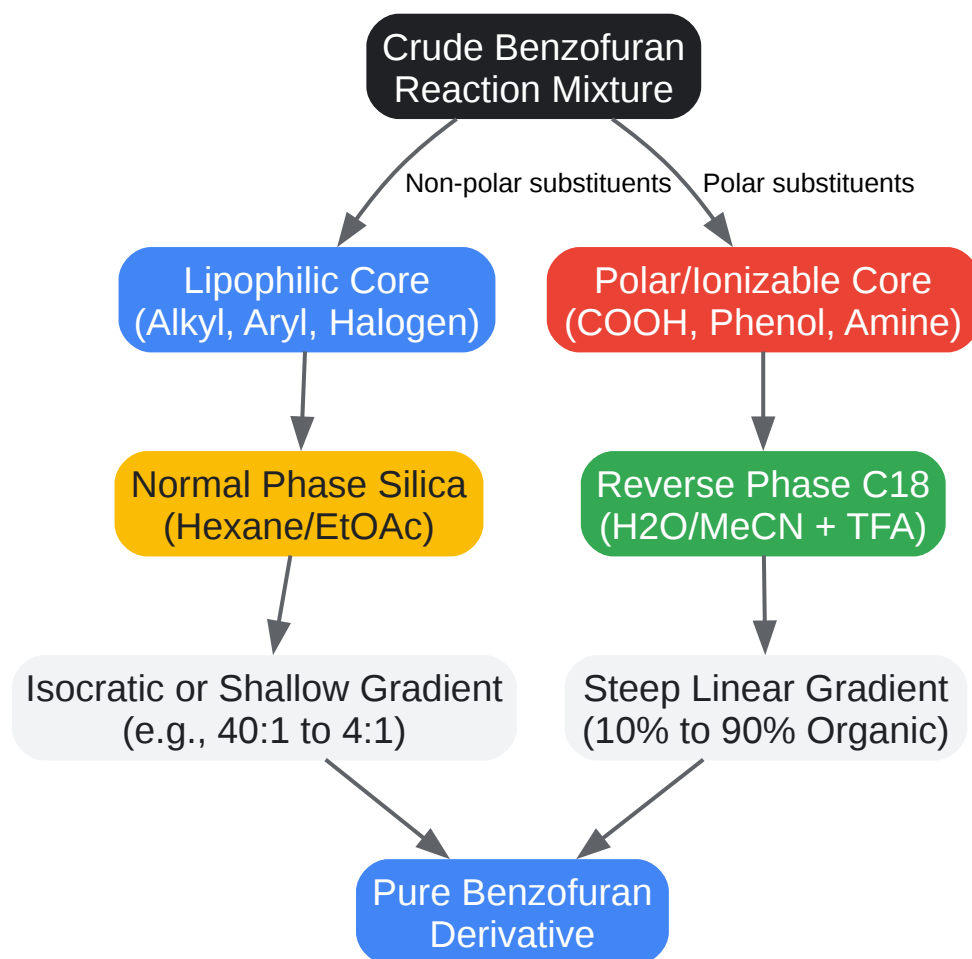 Crude Benzofuran
Reaction Mixture
Non-polar substituents
Polar substituents
Lipophilic Core
(Alkyl, Aryl, Halogen)
Polar/Ionizable Core
(COOH, Phenol, Amine)
Normal Phase Silica
(Hexane/EtOAc)
Reverse Phase C18
(H2O/MeCN + TFA)
Isocratic or Shallow Gradient
(e.g., 40:1 to 4:1)
Steep Linear Gradient
(10% to 90% Organic)
Pure Benzofuran
Derivative